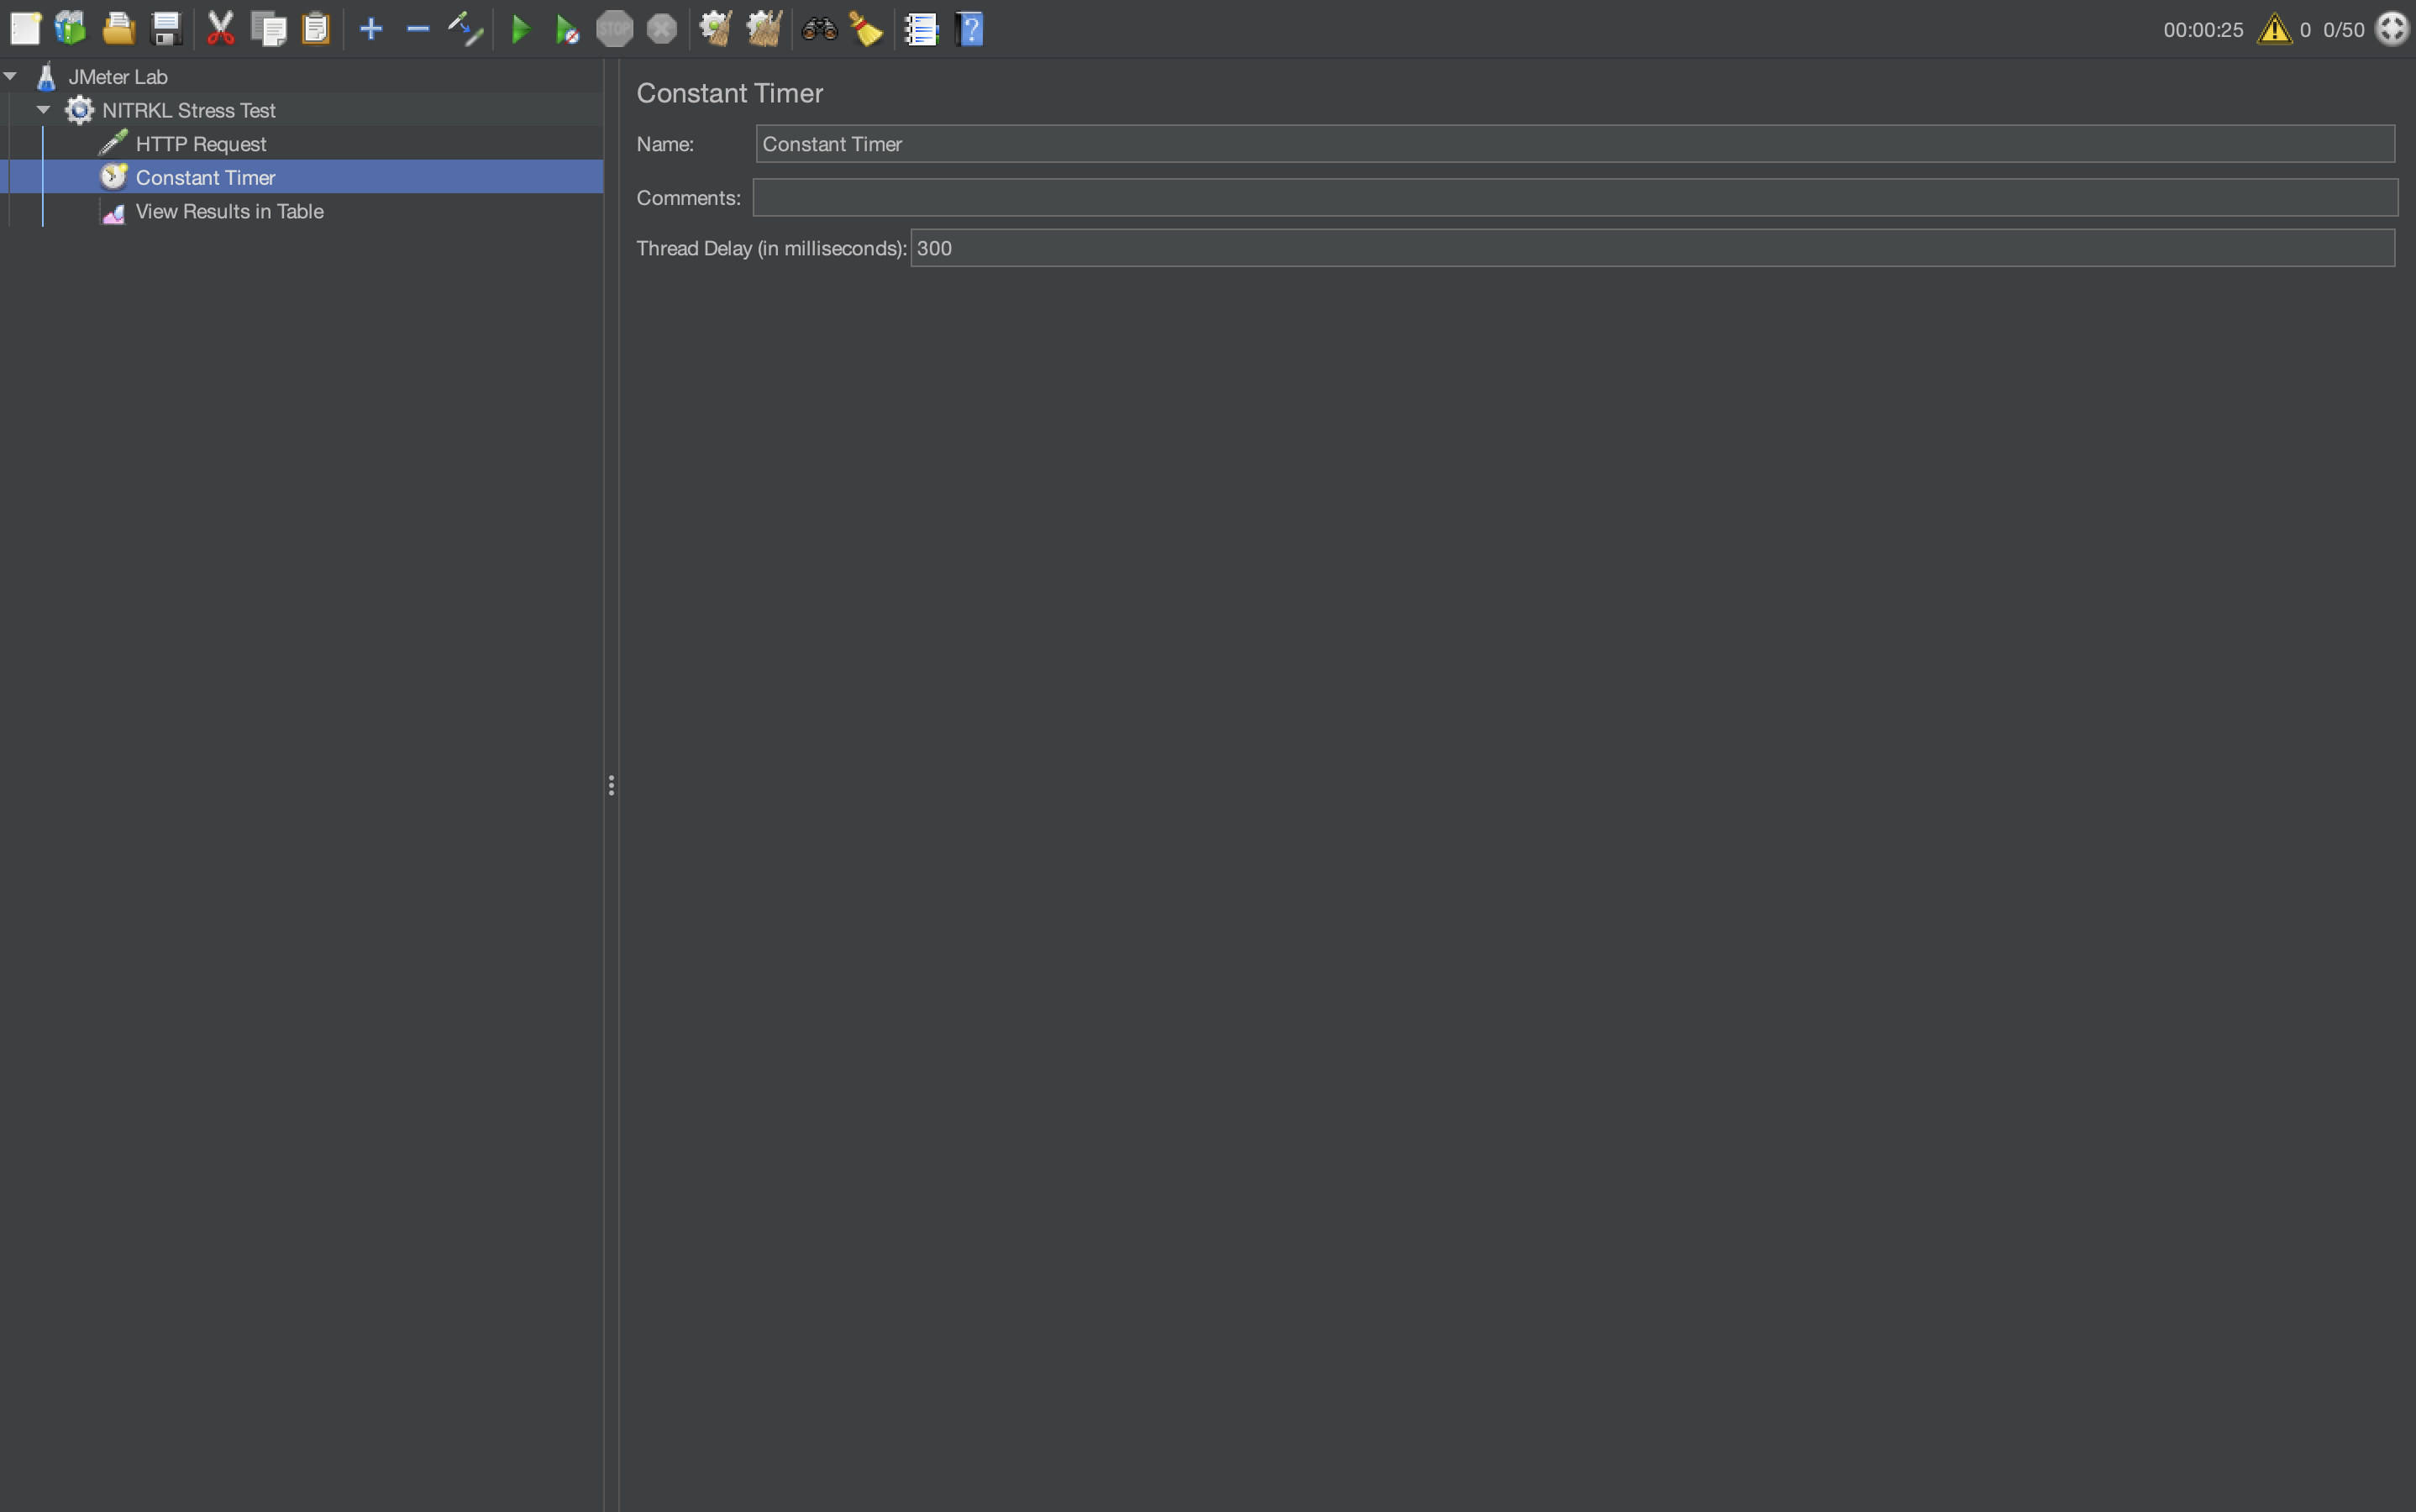 STOP
00:00:25 0 0/50
JMeter Lab
NITRKL Stress Test
HTTP Request
Constant Timer
View Results in Table
Constant Timer
Name: Constant Timer
Comments:
Thread Delay (in milliseconds): 300